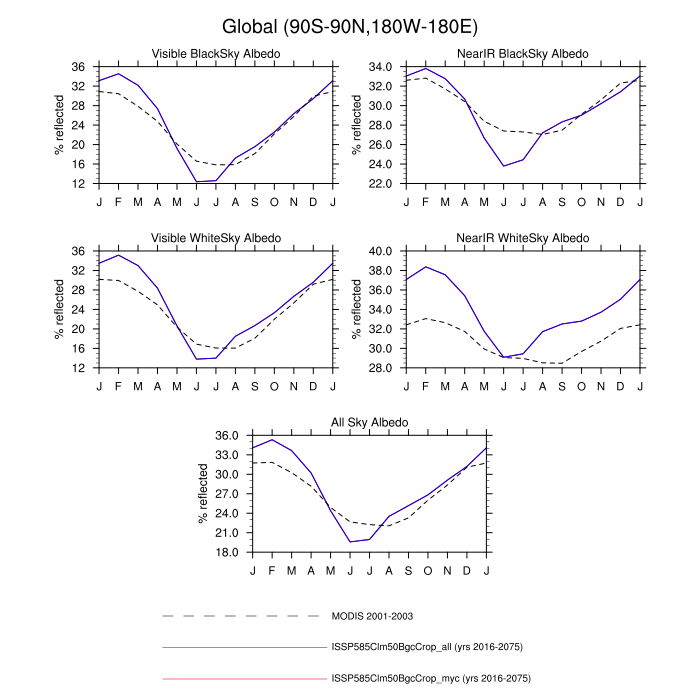 Global (90S-90N,180W-180E)
Visible BlackSky Albedo
% reflected
36
32
28
24
20
16
12
J F M A M J J A S O N D J
NearIR BlackSky Albedo
% reflected
34.0
32.0
30.0
28.0
26.0
24.0
22.0
J F M A M J J A S O N D J
Visible WhiteSky Albedo
% reflected
36
32
28
24
20
16
12
J F M A M J J A S O N D J
NearIR WhiteSky Albedo
% reflected
40.0
38.0
36.0
34.0
32.0
30.0
28.0
J F M A M J J A S O N D J
All Sky Albedo
% reflected
36.0
33.0
30.0
27.0
24.0
21.0
18.0
J F M A M J J A S O N D J
MODIS 2001-2003
ISSP585Clm50BgcCrop_all (yrs 2016-2075)
ISSP585Clm50BgcCrop_myc (yrs 2016-2075)